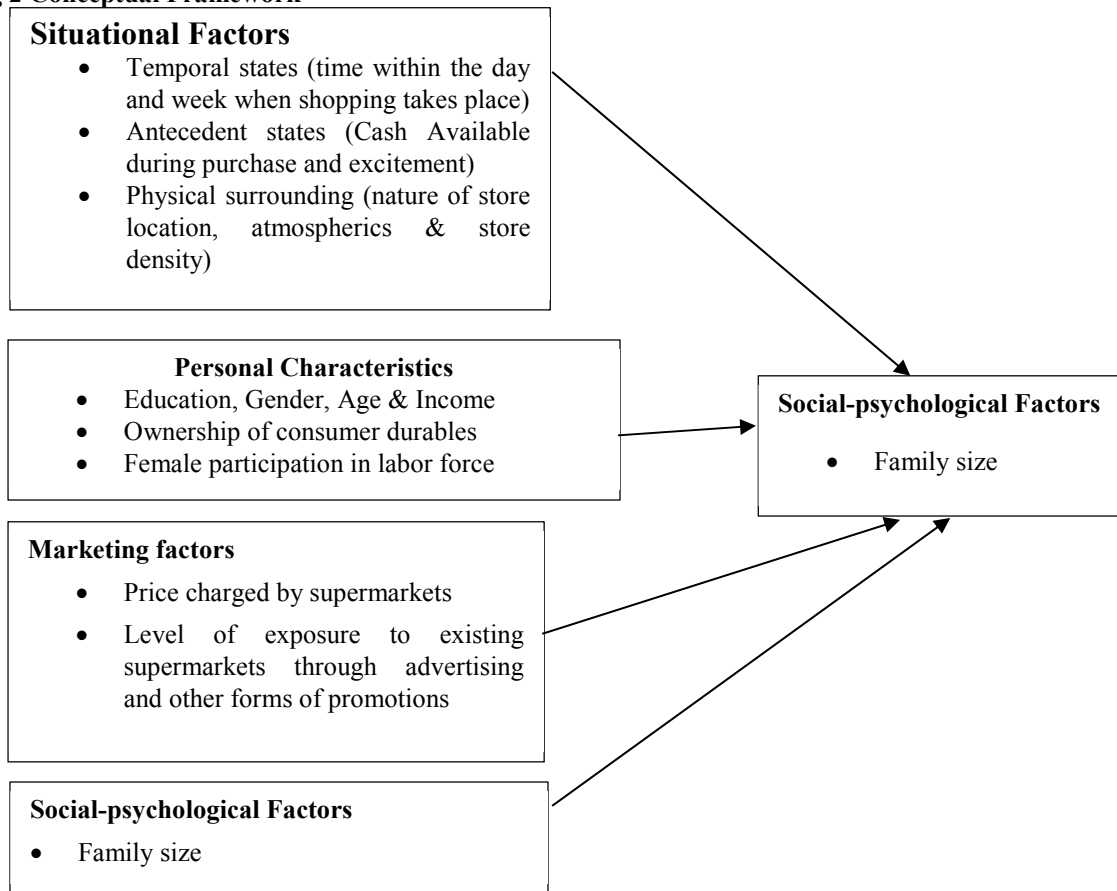 2 Conceptual Framework
Situational Factors
• Temporal states (time within the day
and week when shopping takes place)
• Antecedent states (Cash Available
during purchase and excitement)
• Physical surrounding (nature of store
location, atmospherics & store
density)
Personal Characteristics
• Education, Gender, Age & Income
• Ownership of consumer durables
• Female participation in labor force
Marketing factors
• Price charged by supermarkets
• Level of exposure to existing
supermarkets through advertising
and other forms of promotions
Social-psychological Factors
• Family size
Social-psychological Factors
• Family size